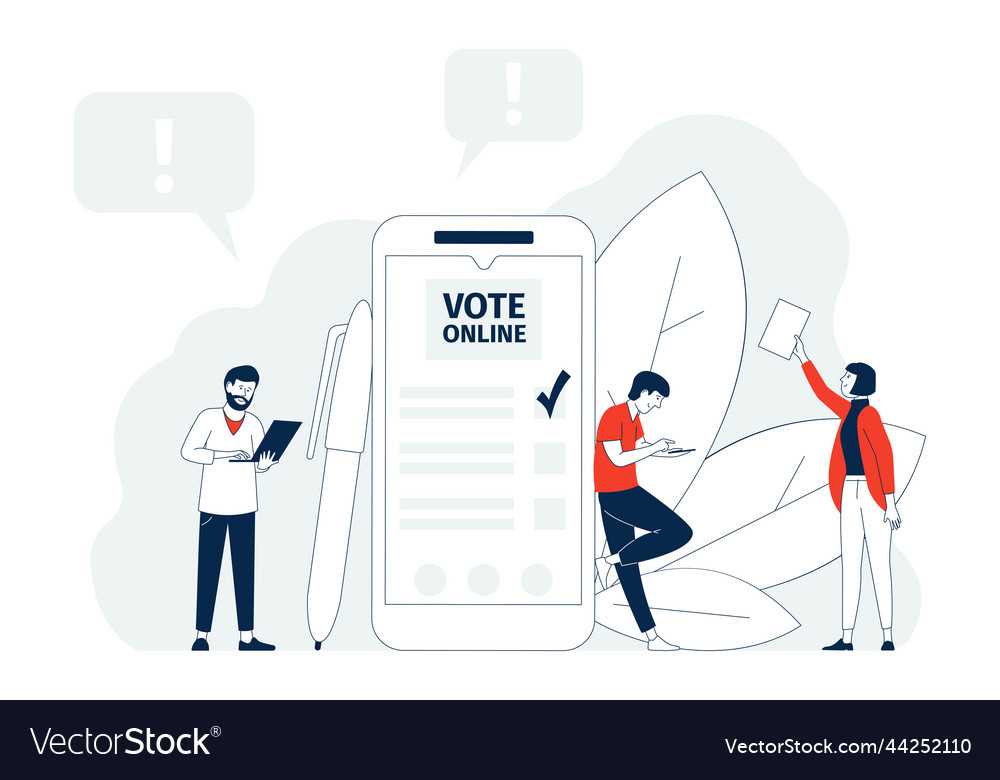 !
!
VOTE
ONLINE
VectorStock®
VectorStock.com/44252110